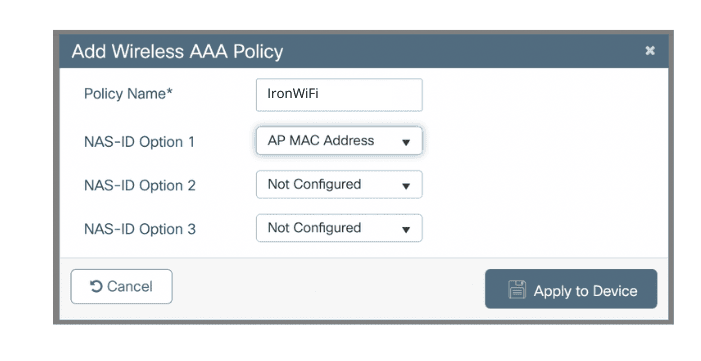 Add Wireless AAA Policy
Policy Name* IronWiFi
NAS-ID Option 1 AP MAC Address
NAS-ID Option 2 Not Configured
NAS-ID Option 3 Not Configured
Cancel Apply to Device